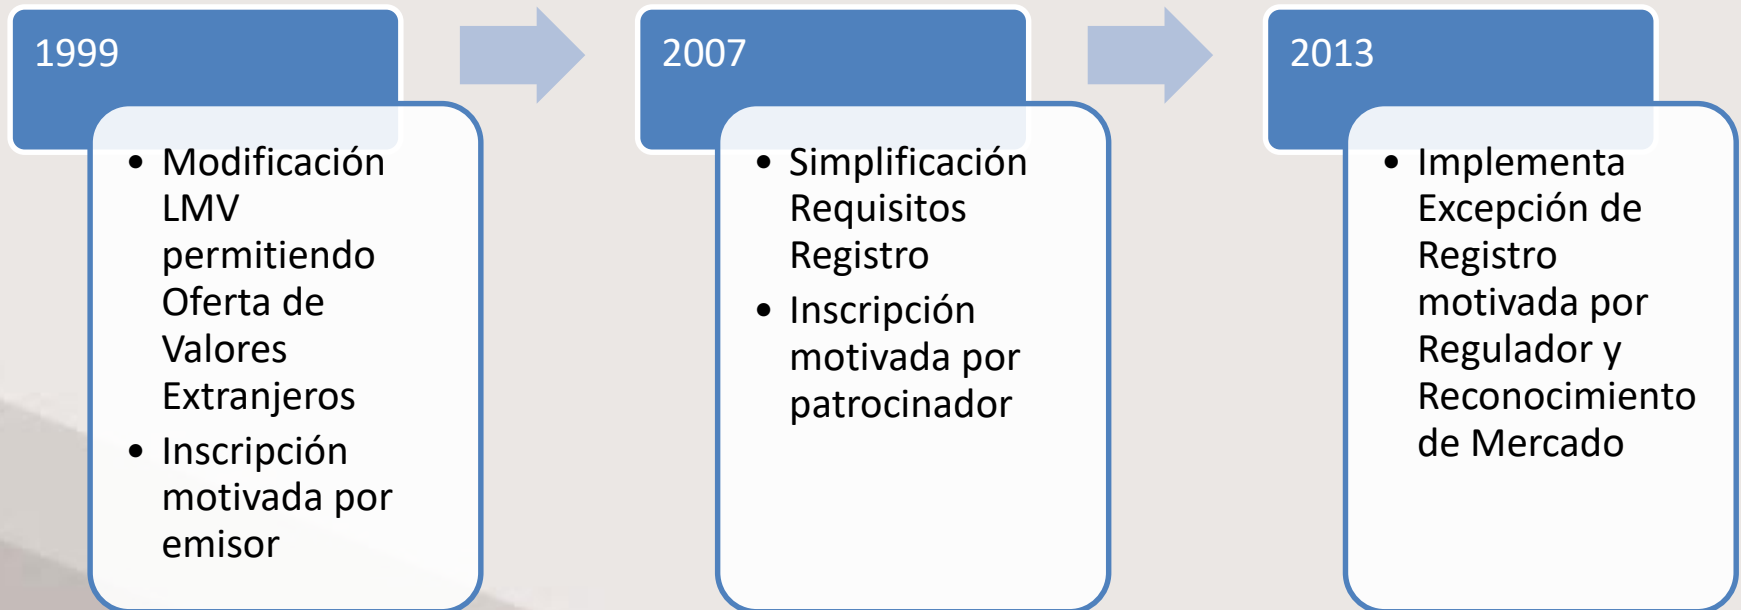 1999
• Modificación
LMV
permitiendo
Oferta de
Valores
Extranjeros
• Inscripción
motivada por
emisor
2007
• Simplificación
Requisitos
Registro
• Inscripción
motivada por
patrocinador
2013
• Implementa
Excepción de
Registro
motivada por
Regulador y
Reconocimiento
de Mercado